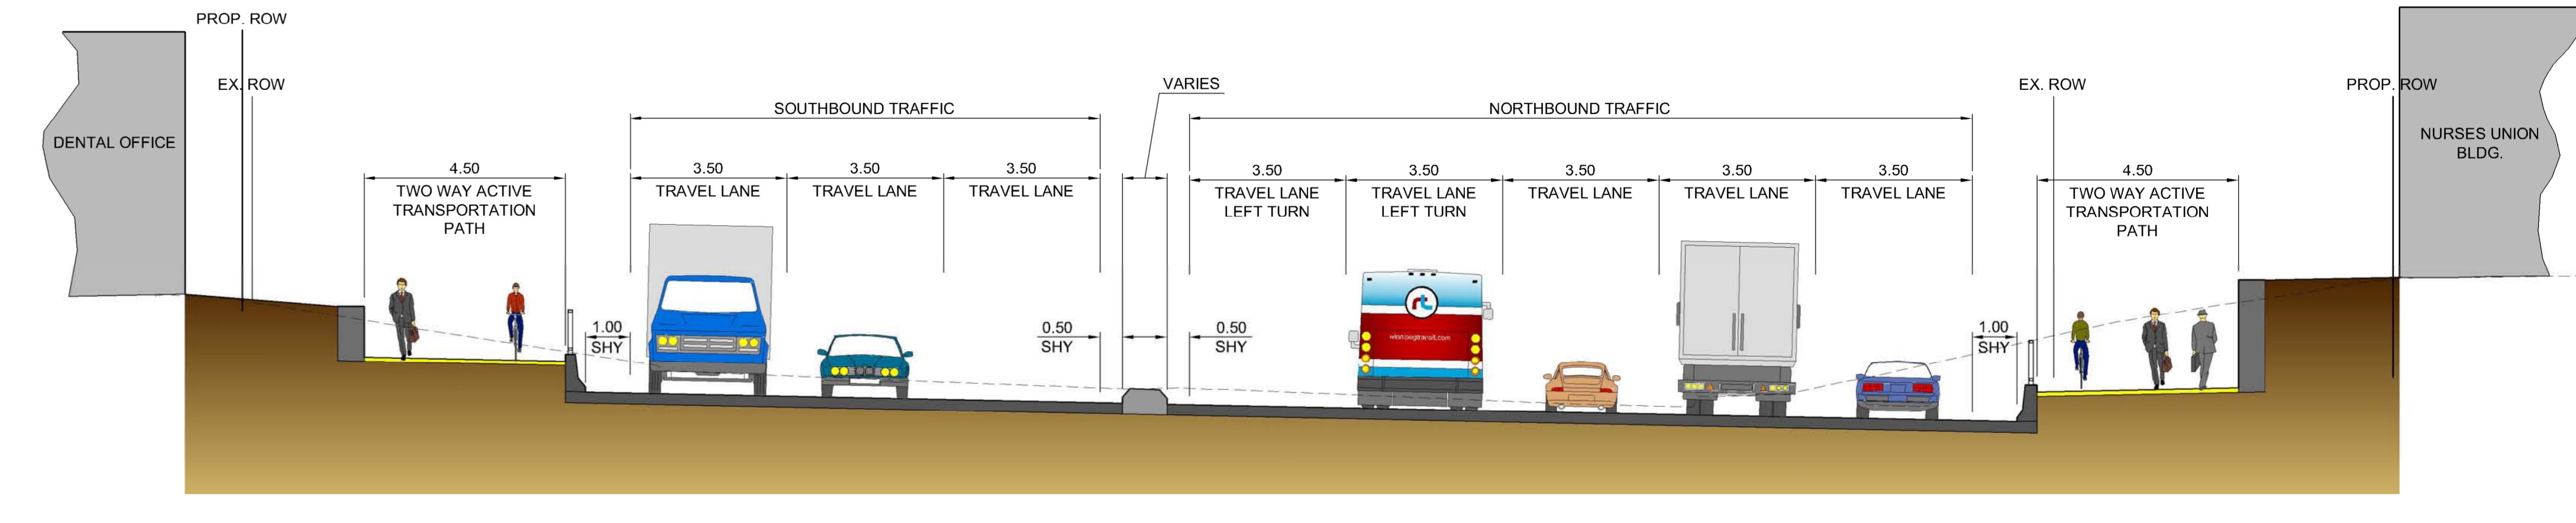 PROP. ROW
EX. ROW
DENTAL OFFICE
4.50
TWO WAY ACTIVE
TRANSPORTATION
PATH
1.00
SHY
SOUTHBOUND TRAFFIC
3.50
TRAVEL LANE
3.50
TRAVEL LANE
3.50
TRAVEL LANE
0.50
SHY
VARIES
0.50
SHY
NORTHBOUND TRAFFIC
3.50
TRAVEL LANE
LEFT TURN
3.50
TRAVEL LANE
LEFT TURN
3.50
TRAVEL LANE
3.50
TRAVEL LANE
3.50
TRAVEL LANE
rt
winnipegtransit.com
1.00
SHY
EX. ROW
4.50
TWO WAY ACTIVE
TRANSPORTATION
PATH
PROP. ROW
NURSES UNION
BLDG.